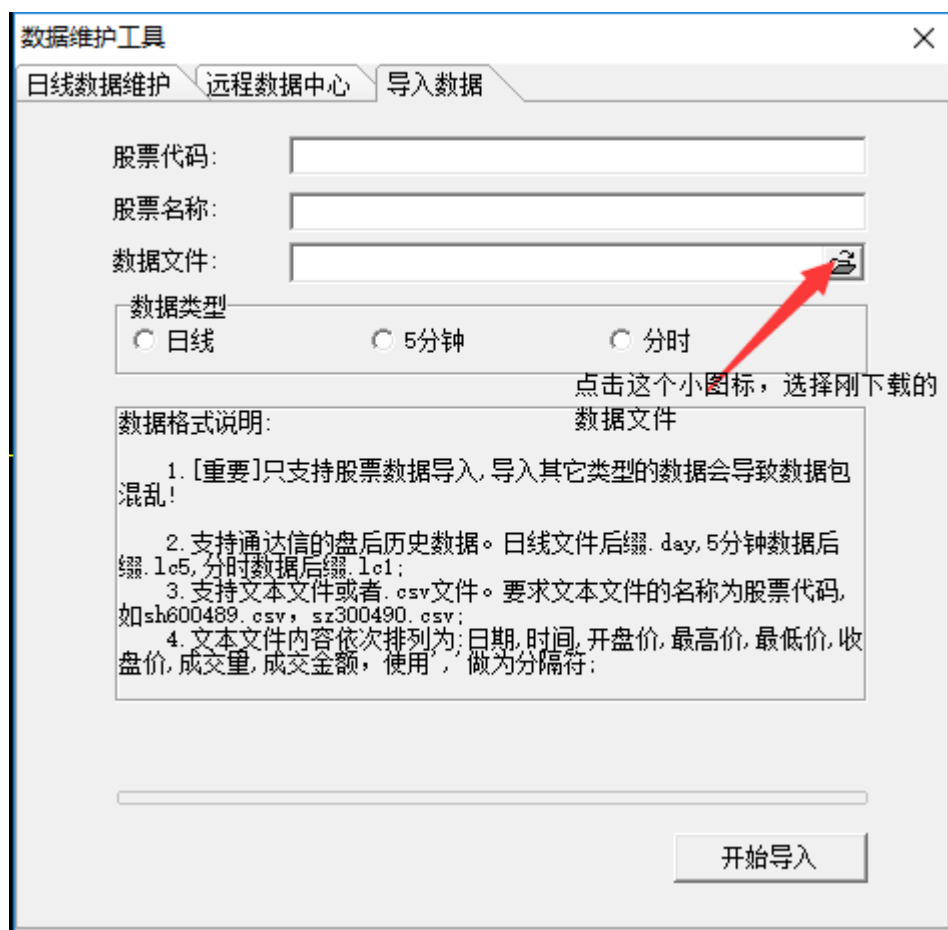 数据维护工具
日线数据维护 远程数据中心 导入数据
股票代码:
股票名称:
数据文件:
数据类型
日线 5分钟 分时
点击这个小图标，选择刚下载的
数据文件
数据格式说明:
1.[重要]只支持股票数据导入,导入其它类型的数据会导致数据包
混乱!
2.支持通达信的盘后历史数据。日线文件后缀.day,5分钟数据后
缀.lc5,分时数据后缀.lc1;
3.支持文本文件或者.csv文件。要求文本文件的名称为股票代码,
如sh600489.csv，sz300490.csv;
4.文本文件内容依次排列为:日期,时间,开盘价,最高价,最低价,收
盘价,成交量,成交金额，使用','做为分隔符;
开始导入